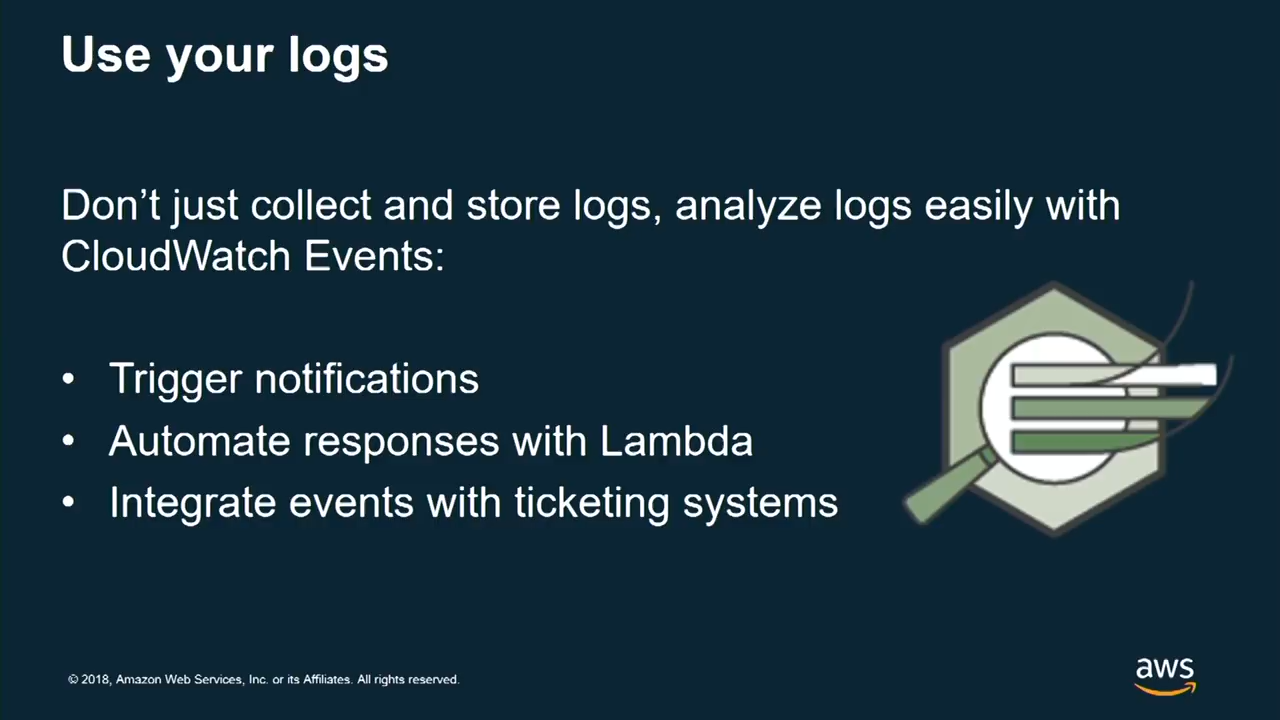 Use your logs
Don’t just collect and store logs, analyze logs easily with
CloudWatch Events:
• Trigger notifications
• Automate responses with Lambda
• Integrate events with ticketing systems
© 2018, Amazon Web Services, Inc. or its Affiliates. All rights reserved.
aws